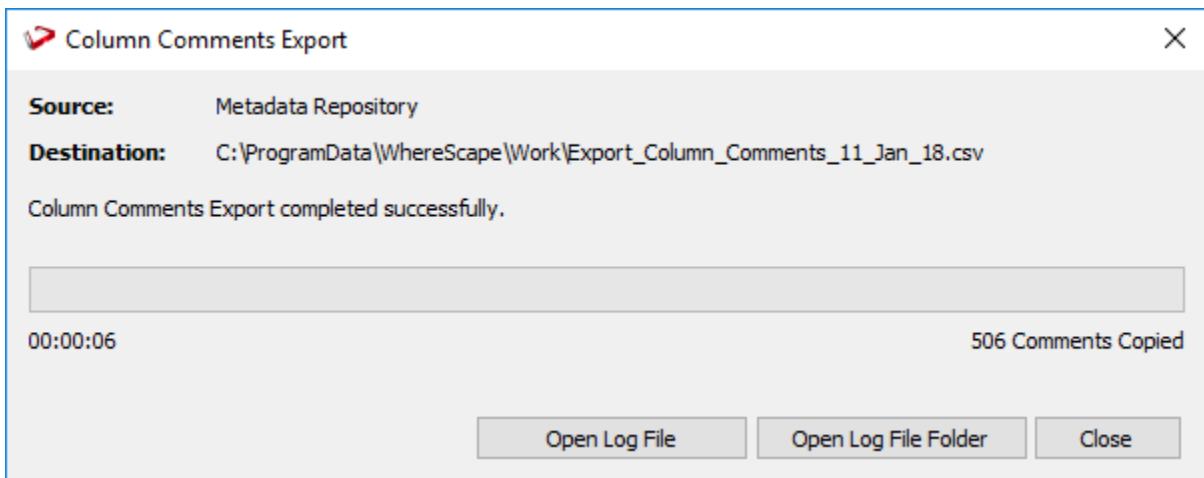 Column Comments Export
Source: Metadata Repository
Destination: C:\ProgramData\WhereScape\Work\Export_Column_Comments_11_Jan_18.csv
Column Comments Export completed successfully.
00:00:06 506 Comments Copied
Open Log File Open Log File Folder Close